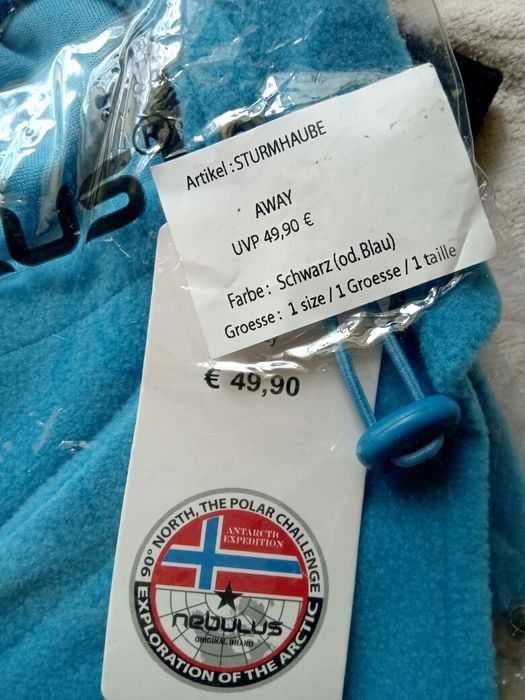 Artikel : STURMHAUBE
AWAY
UVP 49,90 €
Farbe : Schwarz (od. Blau)
Groesse : 1 size / 1 Groesse / 1 taille
€ 49,90
90° NORTH, THE POLAR CHALLENGE
ANTARCTIC
EXPEDITION
nebulus
ORIGINAL BRAND
EXPLORATION OF THE ARCTIC
®